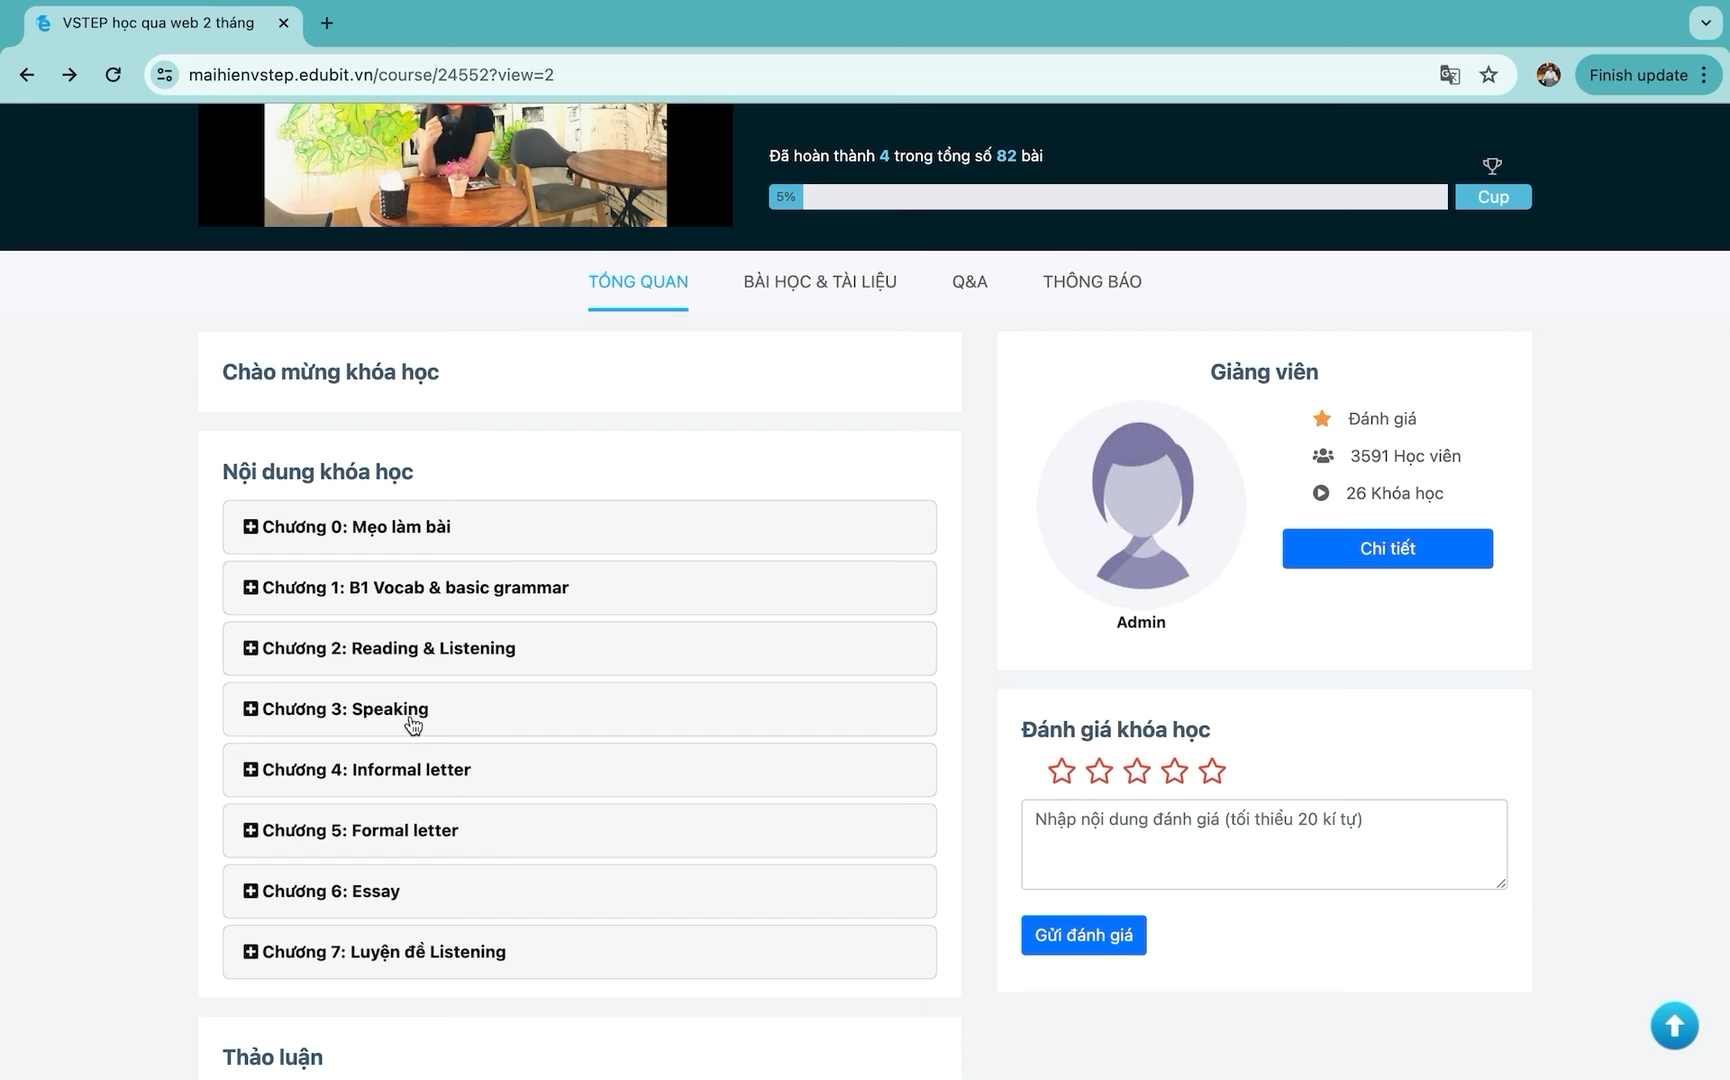 VSTEP học qua web 2 tháng
maihienvstep.edubit.vn/course/24552?view=2
Finish update
Đã hoàn thành 4 trong tổng số 82 bài
5%
Cup
TỔNG QUAN
BÀI HỌC & TÀI LIỆU
Q&A
THÔNG BÁO
Chào mừng khóa học
Nội dung khóa học
Chương 0: Mẹo làm bài
Chương 1: B1 Vocab & basic grammar
Chương 2: Reading & Listening
Chương 3: Speaking
Chương 4: Informal letter
Chương 5: Formal letter
Chương 6: Essay
Chương 7: Luyện đề Listening
Thảo luận
Giảng viên
Đánh giá
3591 Học viên
26 Khóa học
Chi tiết
Admin
Đánh giá khóa học
Nhập nội dung đánh giá (tối thiểu 20 kí tự)
Gửi đánh giá